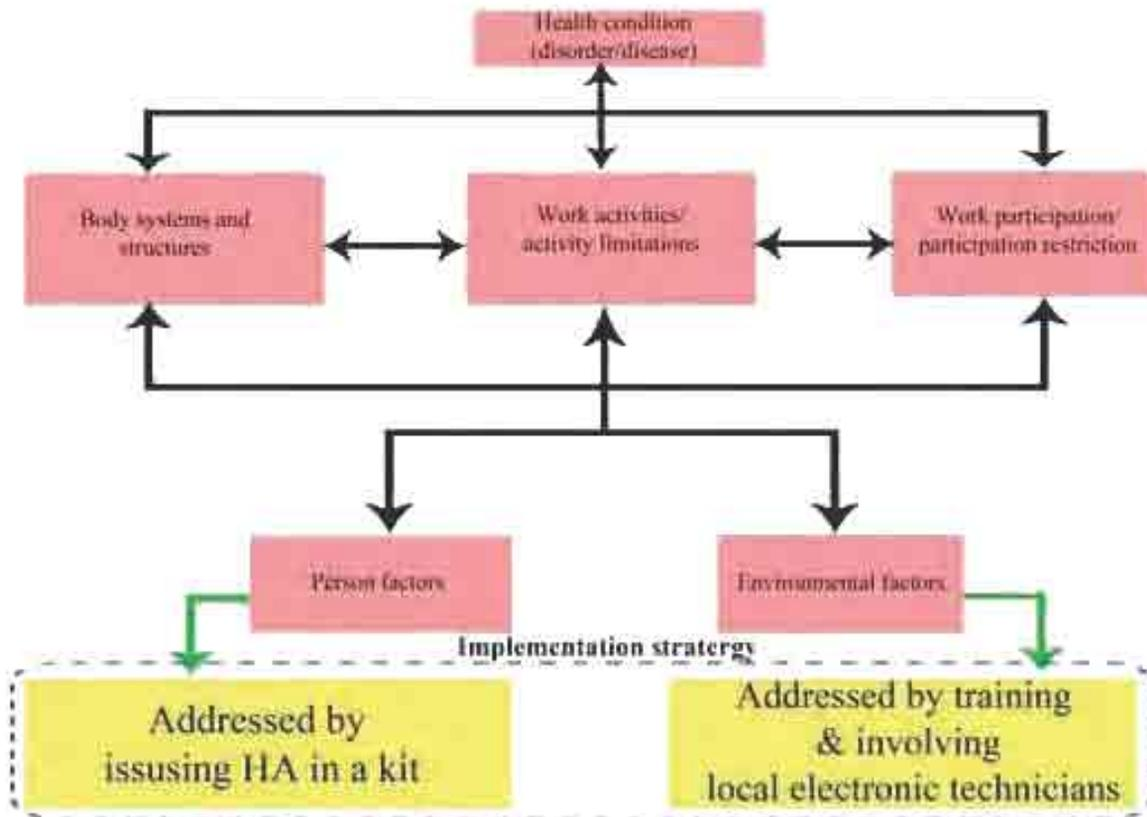 Health condition
(disorder/disease)
Body systems and
structures
Work activities/
activity limitations
Work participation/
participation restriction
Person factors
Environmental factors
Implementation stratergy
Addressed by
issusing HA in a kit
Addressed by training
& involving
local electronic technicians